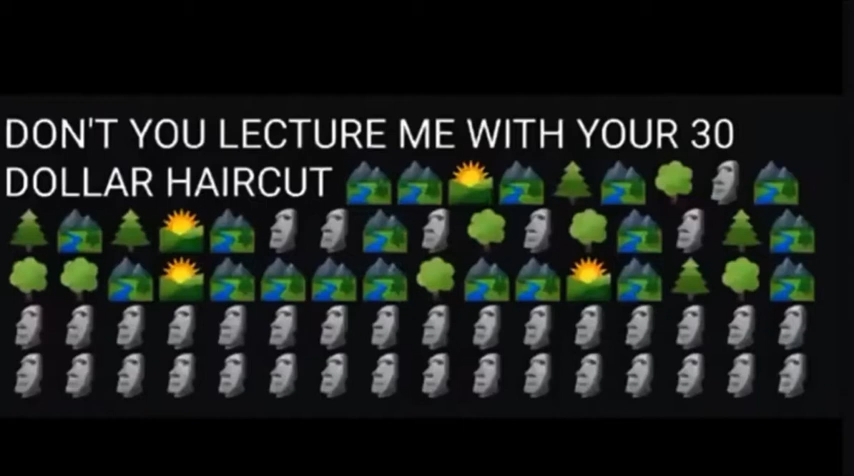 DON'T YOU LECTURE ME WITH YOUR 30
DOLLAR HAIRCUT 🏞🏞🌄🏞🌲🏞🌳🗿🏞
🌲🏞🌲🌄🏞🗿🗿🏞🗿🌳🗿🌳🏞🗿🌲🏞
🌳🌳🏞🌄🏞🏞🏞🏞🌳🏞🏞🌄🏞🌲🌳🏞
🗿🗿🗿🗿🗿🗿🗿🗿🗿🗿🗿🗿🗿🗿🗿🗿
🗿🗿🗿🗿🗿🗿🗿🗿🗿🗿🗿🗿🗿🗿🗿🗿